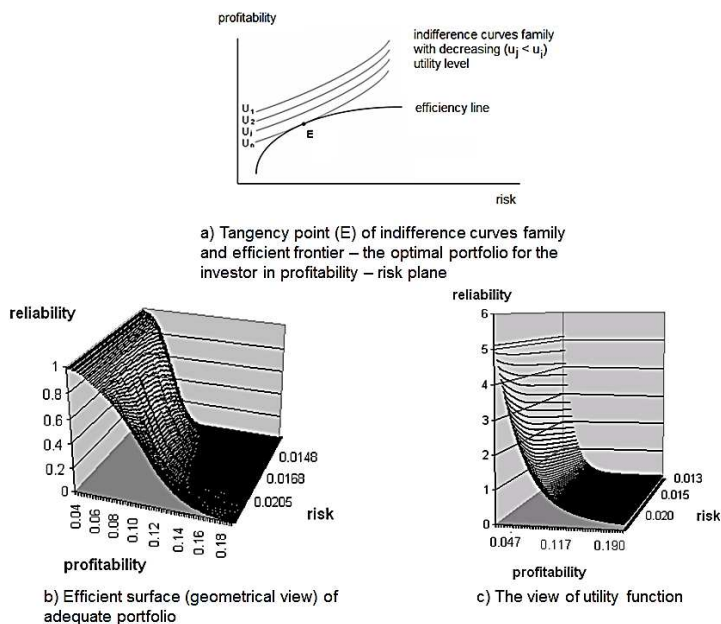 profitability
indifference curves family
with decreasing (uj < ui)
utility level
U1
U2
Ui
Un
efficiency line
E
risk
a) Tangency point (E) of indifference curves family
and efficient frontier – the optimal portfolio for the
investor in profitability – risk plane
reliability
1
0.8
0.6
0.4
0.2
0
0.04
0.06
0.08
0.10
0.12
0.14
0.16
0.18
0.0148
0.0168
0.0205
risk
profitability
b) Efficient surface (geometrical view) of
adequate portfolio
reliability
6
5
4
3
2
1
0
0.047
0.117
0.190
0.013
0.015
0.020
risk
profitability
c) The view of utility function